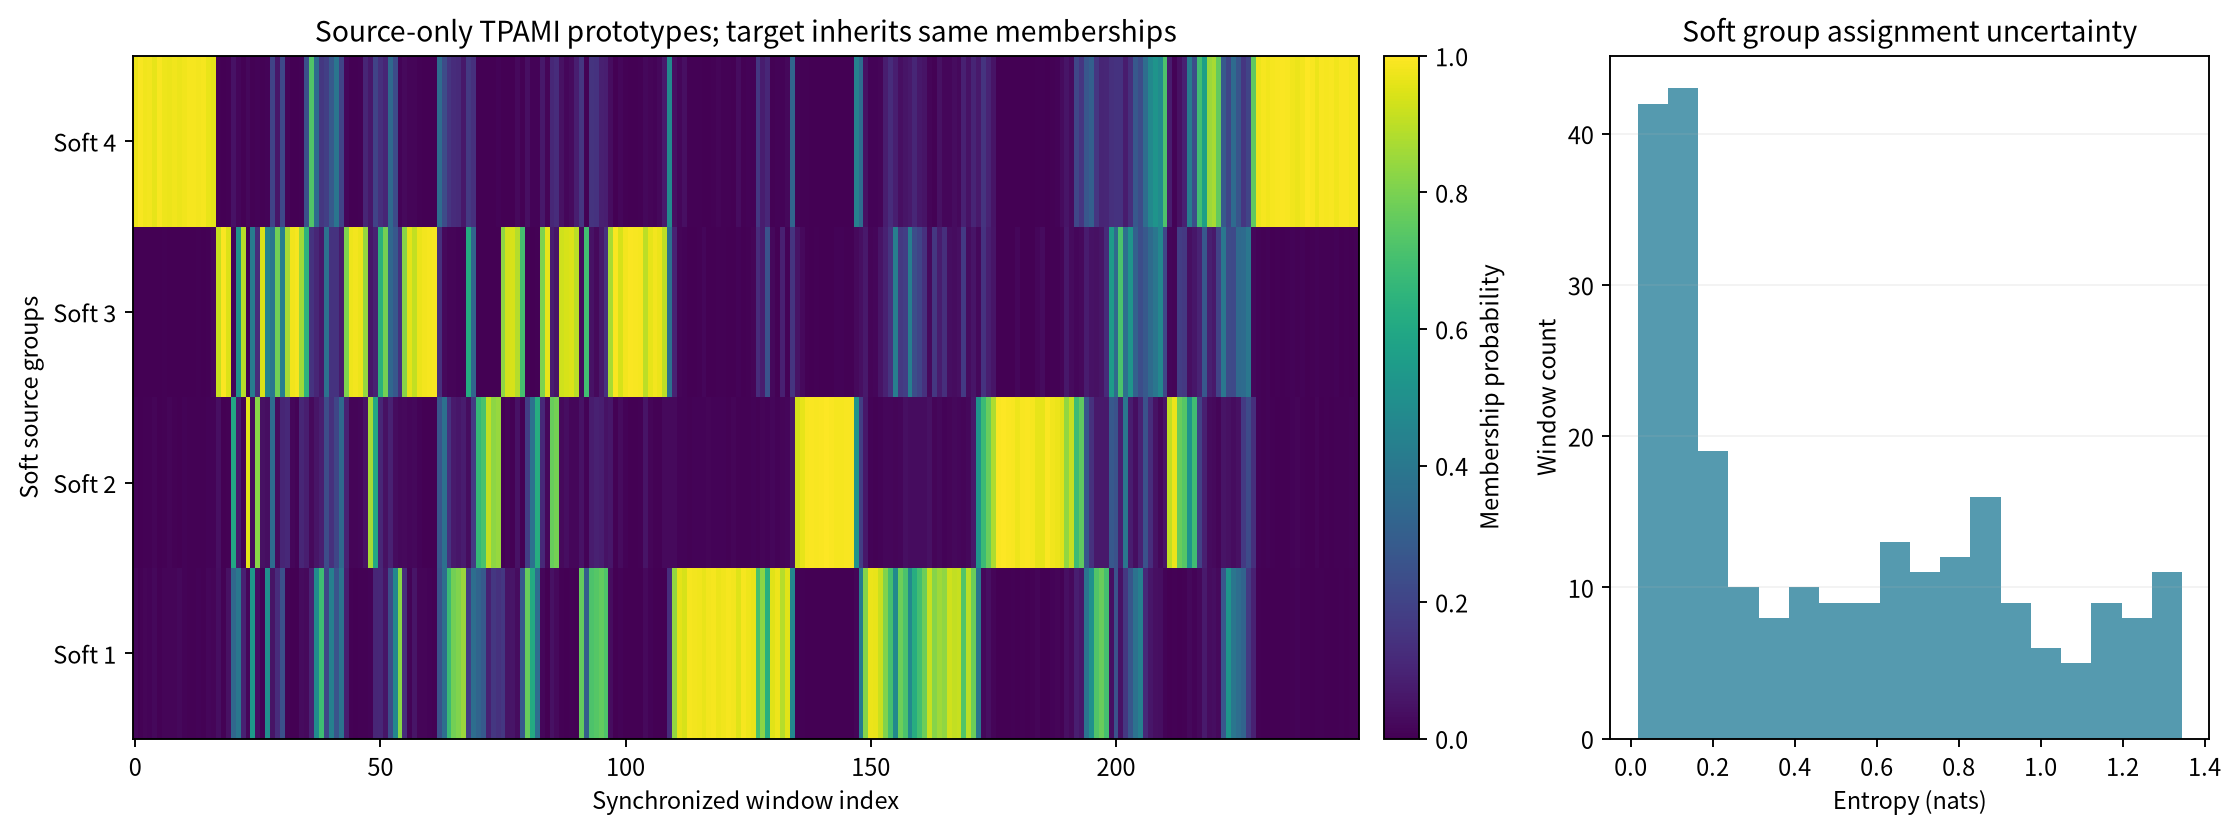 Source-only TPAMI prototypes; target inherits same memberships
Soft source groups
Soft 4
Soft 3
Soft 2
Soft 1
0 50 100 150 200
Synchronized window index
1.0
0.8
0.6
0.4
0.2
0.0
Membership probability
Soft group assignment uncertainty
Window count
40
30
20
10
0
0.0 0.2 0.4 0.6 0.8 1.0 1.2 1.4
Entropy (nats)